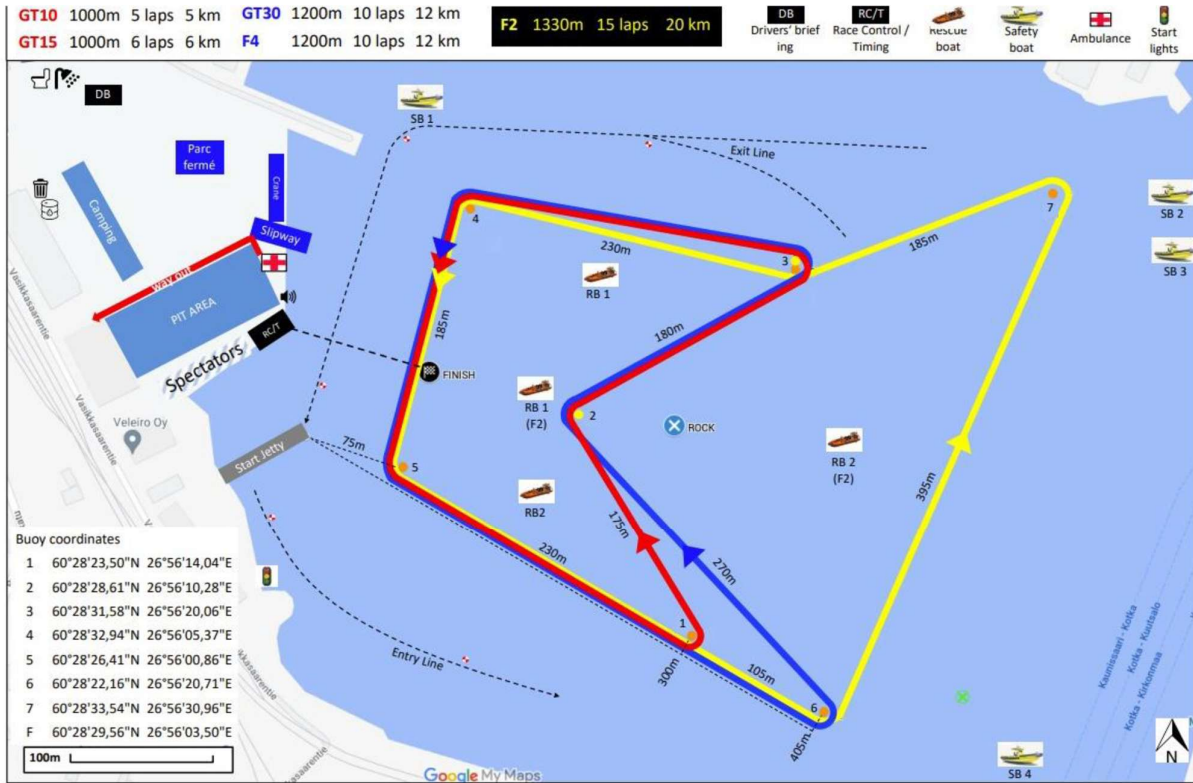 GT10 1000m 5 laps 5 km
GT15 1000m 6 laps 6 km
GT30 1200m 10 laps 12 km
F4 1200m 10 laps 12 km
F2 1330m 15 laps 20 km
DB
Drivers' brief
ing
RC/T
Race Control /
Timing
Rescue
boat
Safety
boat
Ambulance
Start
lights
DB
SB 1
Parc
fermé
Exit Line
Crane
Camping
Slipway
4
7
SB 2
230m
185m
3
SB 3
RB 1
way out
PIT AREA
RC/T
185m
180m
Vasikkasaarentie
Spectators
FINISH
RB 1
(F2)
2
ROCK
Veleiro Oy
RB 2
(F2)
Start Jetty
75m
5
Vasikkasaarentie
395m
RB2
175m
230m
270m
1
Entry Line
300m
105m
6
405m
Kaunissaari - Kotka
Kotka - Kuutsalo
Kotka - Kirkonmaa
SB 4
N
Buoy coordinates
1 60°28'23,50"N 26°56'14,04"E
2 60°28'28,61"N 26°56'10,28"E
3 60°28'31,58"N 26°56'20,06"E
4 60°28'32,94"N 26°56'05,37"E
5 60°28'26,41"N 26°56'00,86"E
6 60°28'22,16"N 26°56'20,71"E
7 60°28'33,54"N 26°56'30,96"E
F 60°28'29,56"N 26°56'03,50"E
100m
Google My Maps